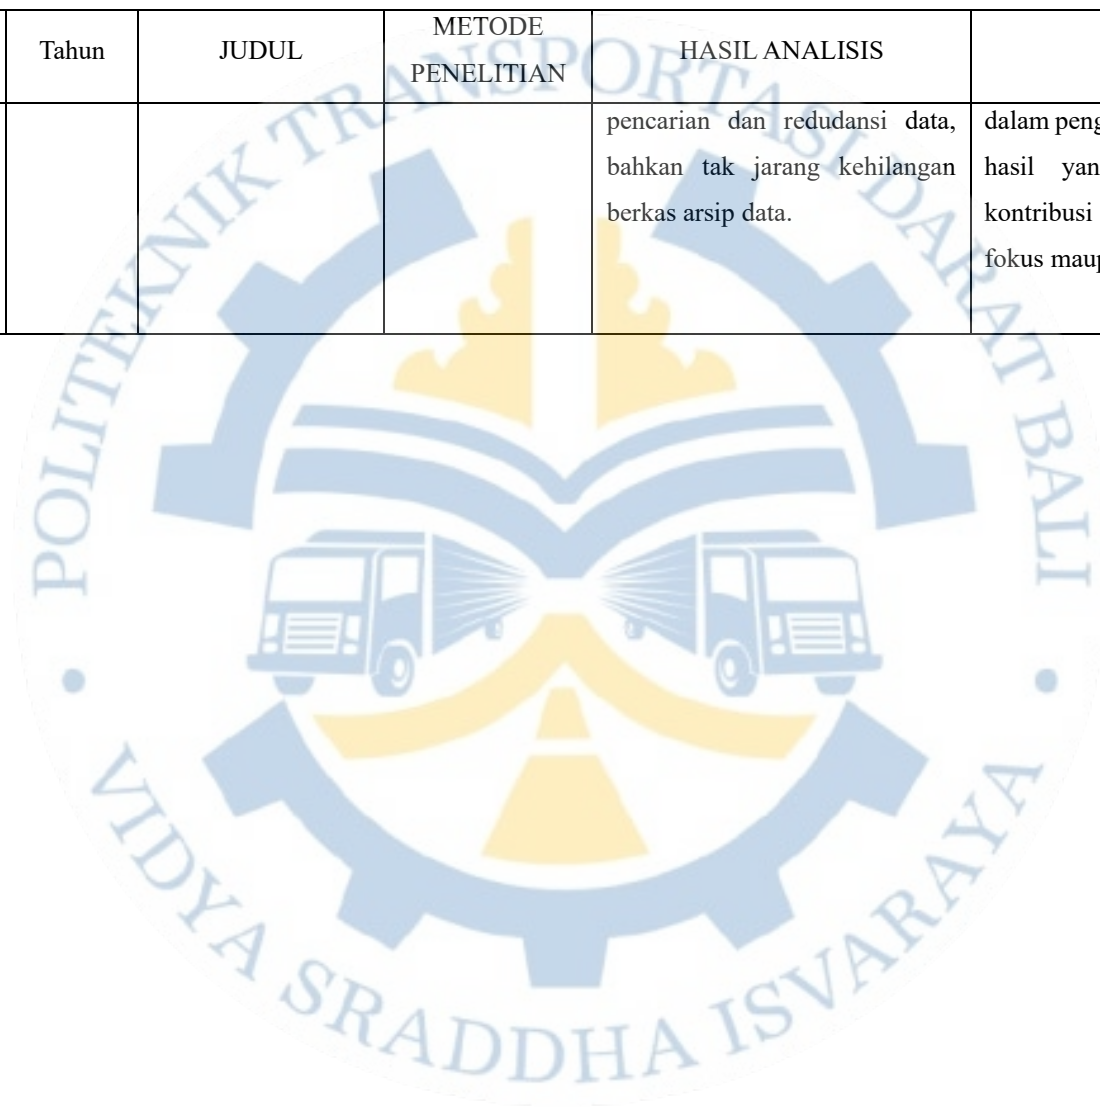 Tahun
JUDUL
METODE
PENELITIAN
HASIL ANALISIS
pencarian dan redudansi data,
bahkan tak jarang kehilangan
berkas arsip data.
dalam peng
hasil yan
kontribusi
fokus maup
POLITEKNIK TRANSPORTASI DARAT BALI
VIDYA SRADDHA ISVARAYA